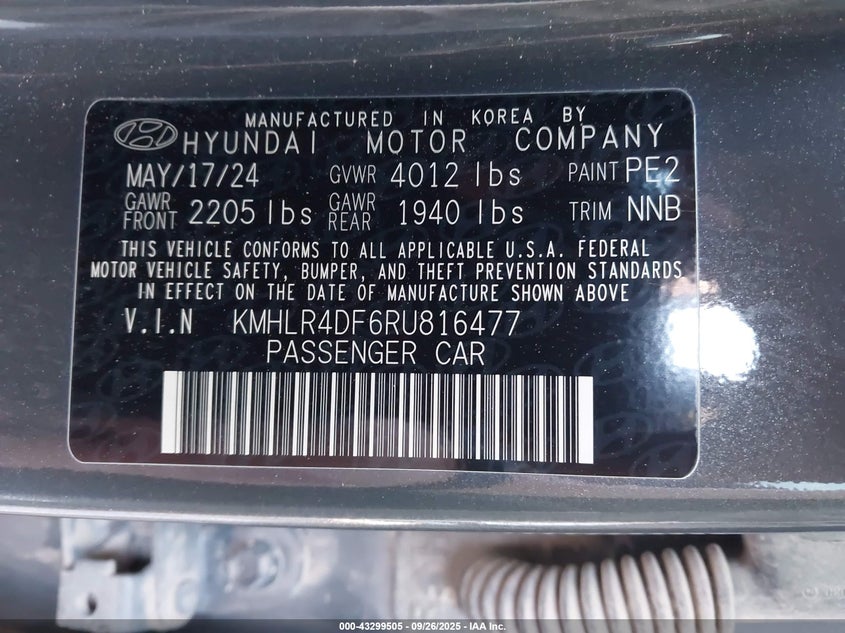 MANUFACTURED IN KOREA BY
HYUNDAI MOTOR COMPANY
MAY/17/24 GVWR 4012 lbs PAINT PE2
GAWR FRONT 2205 lbs GAWR REAR 1940 lbs TRIM NNB
THIS VEHICLE CONFORMS TO ALL APPLICABLE U.S.A. FEDERAL
MOTOR VEHICLE SAFETY, BUMPER, AND THEFT PREVENTION STANDARDS
IN EFFECT ON THE DATE OF MANUFACTURE SHOWN ABOVE
V.I.N KMHLR4DF6RU816477
PASSENGER CAR
000-43299505 - 09/26/2025 - IAA Inc.